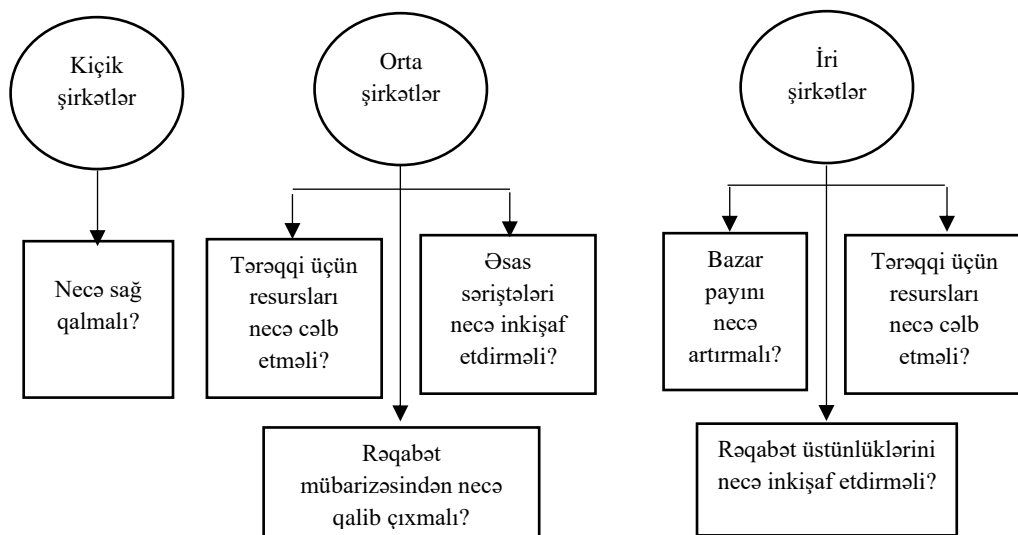 Kiçik
şirkətlər
Orta
şirkətlər
İri
şirkətlər
Necə sağ
qalmalı?
Tərəqqi üçün
resursları
necə cəlb
etməli?
Əsas
səriştələri
necə inkişaf
etdirməli?
Bazar
payını
necə
artırmalı?
Tərəqqi üçün
resursları
necə cəlb
etməli?
Rəqabət
mübarizəsindən necə
qalib çıxmalı?
Rəqabət üstünlüklərini
necə inkişaf etdirməli?